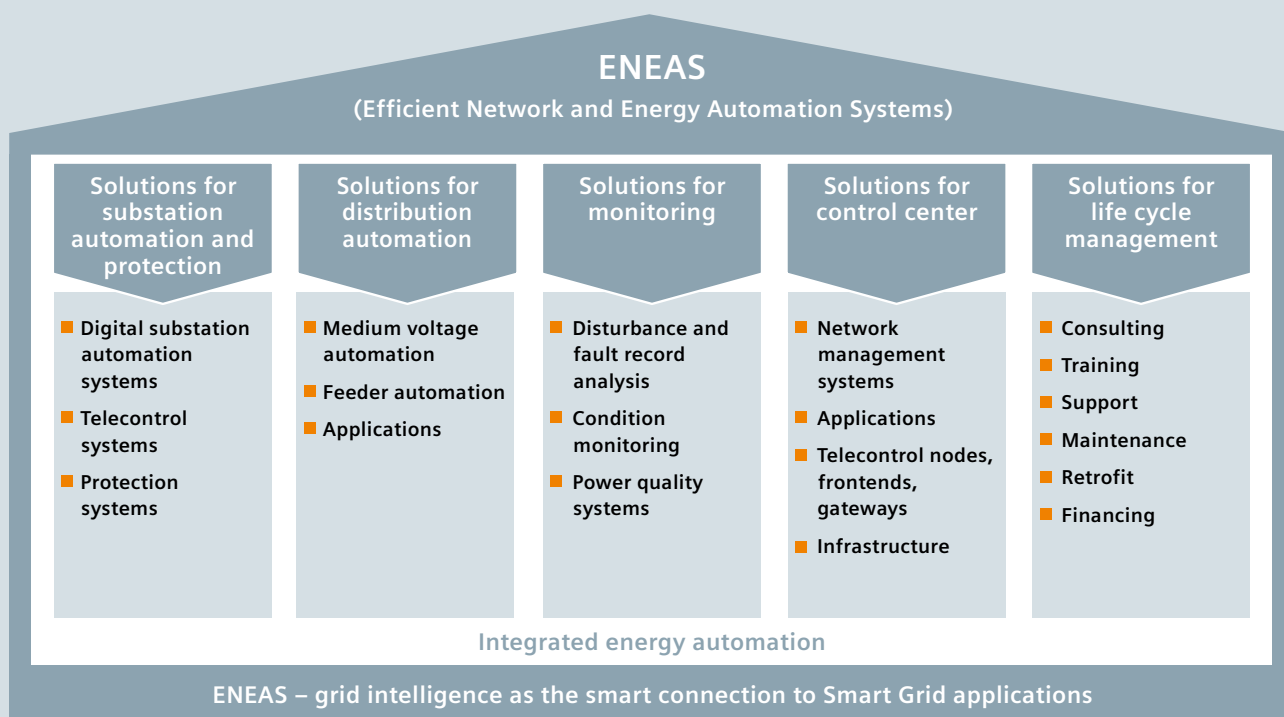 ENEAS
(Efficient Network and Energy Automation Systems)
Solutions for
substation
automation and
protection
Digital substation
automation
systems
Telecontrol
systems
Protection
systems
Solutions for
distribution
automation
Medium voltage
automation
Feeder automation
Applications
Solutions for
monitoring
Disturbance and
fault record
analysis
Condition
monitoring
Power quality
systems
Solutions for
control center
Network
management
systems
Applications
Telecontrol nodes,
frontends,
gateways
Infrastructure
Solutions for
life cycle
management
Consulting
Training
Support
Maintenance
Retrofit
Financing
Integrated energy automation
ENEAS – grid intelligence as the smart connection to Smart Grid applications